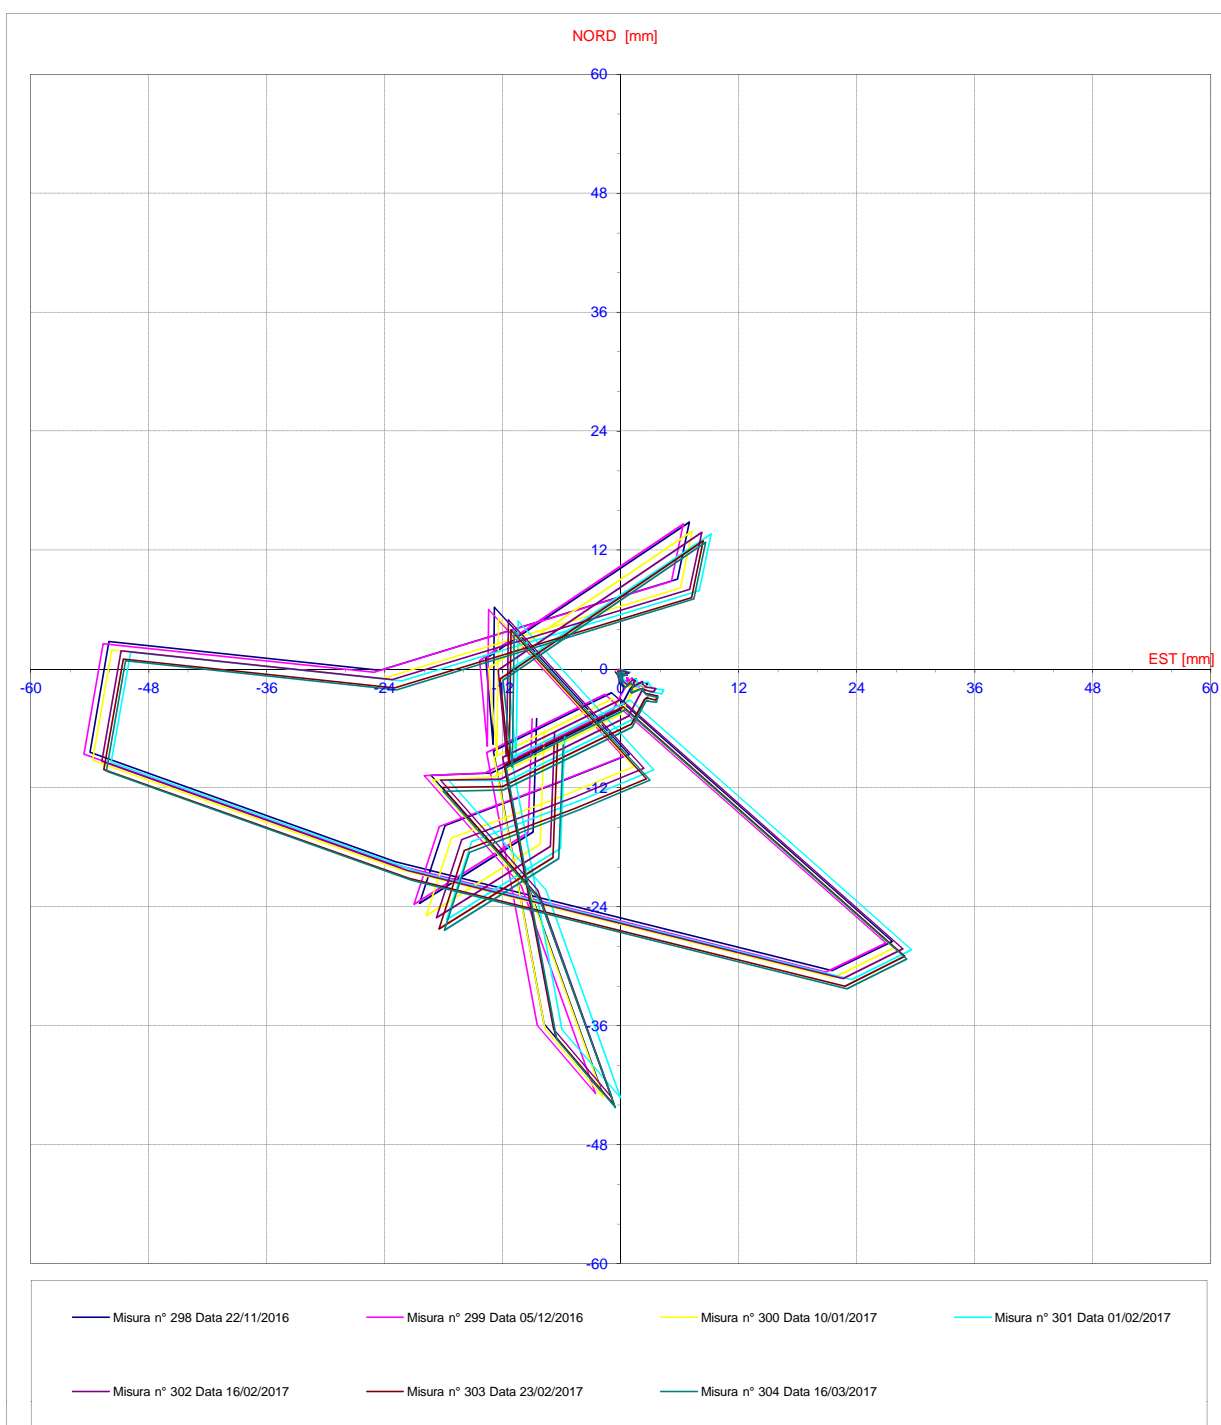 NORD [mm]
60
48
36
24
12
0
EST [mm]
-60 -48 -36 -24 -12 0 12 24 36 48 60
-12
-24
-36
-48
-60
Misura n° 298 Data 22/11/2016 Misura n° 299 Data 05/12/2016 Misura n° 300 Data 10/01/2017 Misura n° 301 Data 01/02/2017
Misura n° 302 Data 16/02/2017 Misura n° 303 Data 23/02/2017 Misura n° 304 Data 16/03/2017